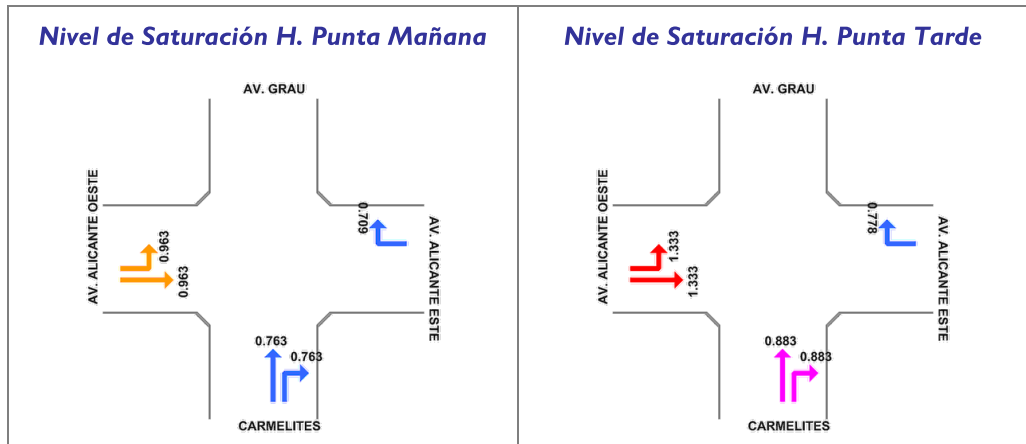 Nivel de Saturación H. Punta Mañana
AV. GRAU
AV. ALICANTE OESTE
0.709
AV. ALICANTE ESTE
0.963
0.963
0.763
0.763
CARMELITES
Nivel de Saturación H. Punta Tarde
AV. GRAU
AV. ALICANTE OESTE
0.778
AV. ALICANTE ESTE
1.333
1.333
0.883
0.883
CARMELITES